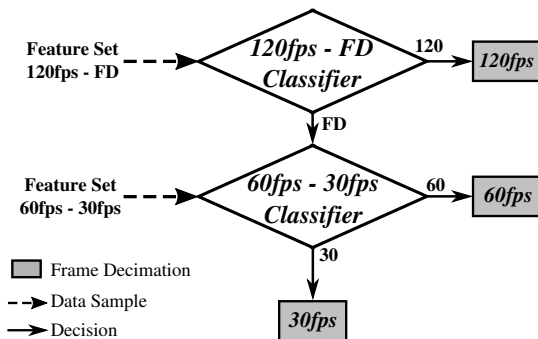 Feature Set
120fps - FD
120fps - FD
Classifier
120
120fps
FD
Feature Set
60fps - 30fps
60fps - 30fps
Classifier
60
60fps
30
30fps
Frame Decimation
Data Sample
Decision